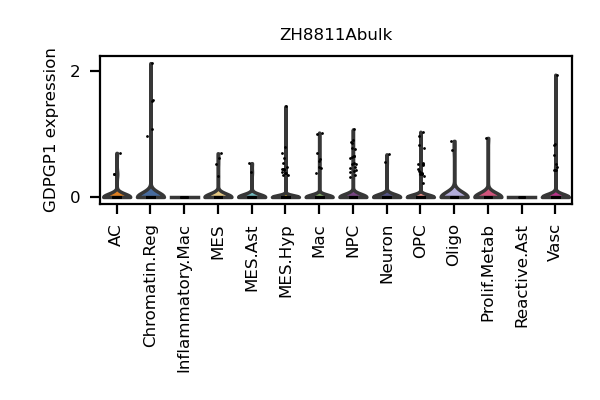 ZH8811Abulk
GDPGP1 expression
2
0
AC
Chromatin.Reg
Inflammatory.Mac
MES
MES.Ast
MES.Hyp
Mac
NPC
Neuron
OPC
Oligo
Prolif.Metab
Reactive.Ast
Vasc